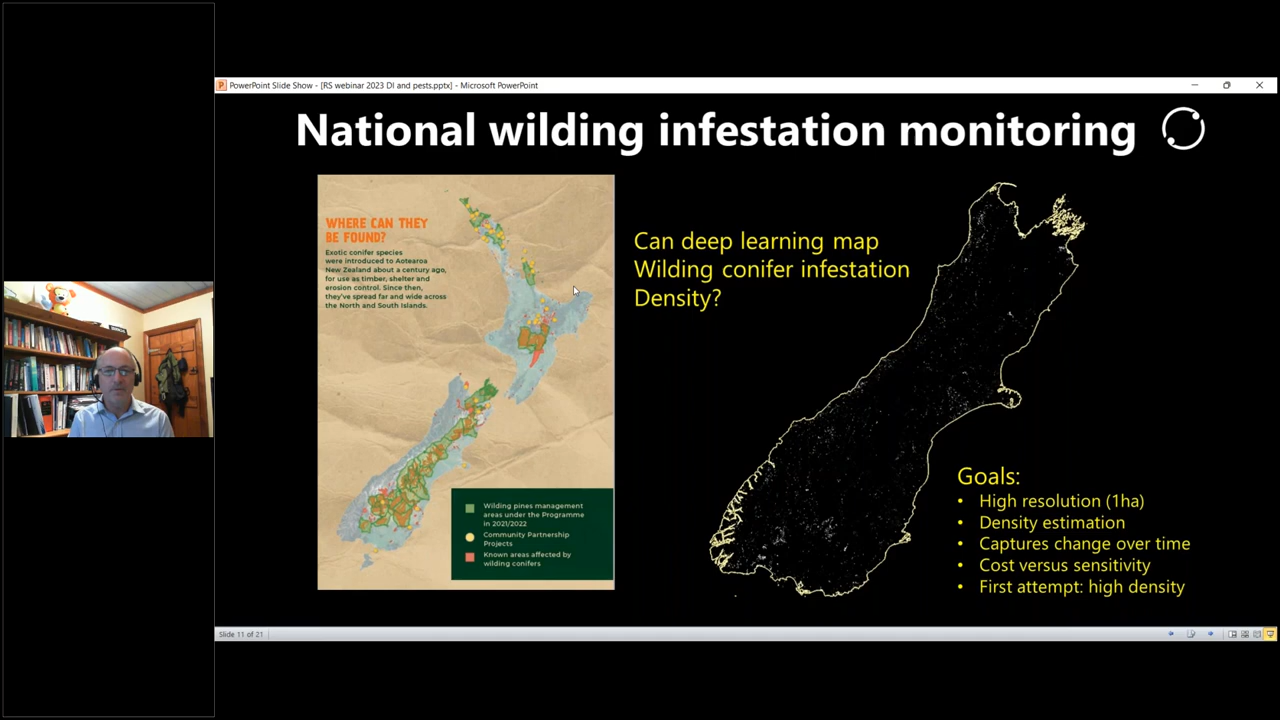 PowerPoint Slide Show - [RS webinar 2023 DI and pests.pptx] - Microsoft PowerPoint
National wilding infestation monitoring
WHERE CAN THEY
BE FOUND?
Exotic conifer species
were introduced to Aotearoa
New Zealand about a century ago,
for use as timber, shelter and
erosion control. Since then,
they've spread far and wide across
the North and South Islands.
Wilding pines management
areas under the Programme
in 2021/2022
Community Partnership
Projects
Known areas affected by
wilding conifers
Can deep learning map
Wilding conifer infestation
Density?
Goals:
• High resolution (1ha)
• Density estimation
• Captures change over time
• Cost versus sensitivity
• First attempt: high density
Slide 11 of 21